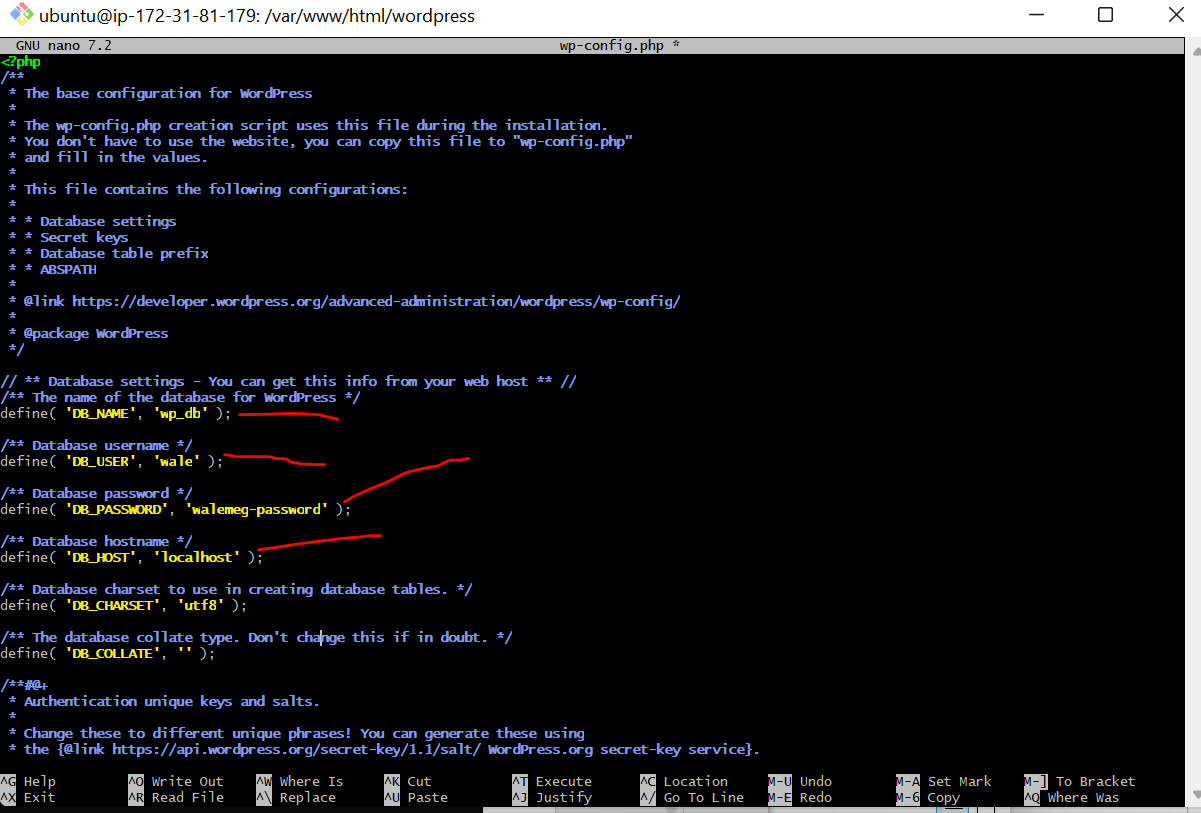 ubuntu@ip-172-31-81-179: /var/www/html/wordpress
GNU nano 7.2 wp-config.php *
<?php
/**
 * The base configuration for WordPress
 *
 * The wp-config.php creation script uses this file during the installation.
 * You don't have to use the website, you can copy this file to "wp-config.php"
 * and fill in the values.
 *
 * This file contains the following configurations:
 *
 * * Database settings
 * * Secret keys
 * * Database table prefix
 * * ABSPATH
 *
 * @link https://developer.wordpress.org/advanced-administration/wordpress/wp-config/
 *
 * @package WordPress
 */
// ** Database settings - You can get this info from your web host ** //
/** The name of the database for WordPress */
define( 'DB_NAME', 'wp_db' );
/** Database username */
define( 'DB_USER', 'wale' );
/** Database password */
define( 'DB_PASSWORD', 'walemeg-password' );
/** Database hostname */
define( 'DB_HOST', 'localhost' );
/** Database charset to use in creating database tables. */
define( 'DB_CHARSET', 'utf8' );
/** The database collate type. Don't change this if in doubt. */
define( 'DB_COLLATE', '' );
/**#@+
 * Authentication unique keys and salts.
 *
 * Change these to different unique phrases! You can generate these using
 * the {@link https://api.wordpress.org/secret-key/1.1/salt/ WordPress.org secret-key service}.
^G Help ^O Write Out ^W Where Is ^K Cut ^T Execute ^C Location M-U Undo M-A Set Mark M-] To Bracket
^X Exit ^R Read File ^\ Replace ^U Paste ^J Justify ^/ Go To Line M-E Redo M-6 Copy ^Q Where Was